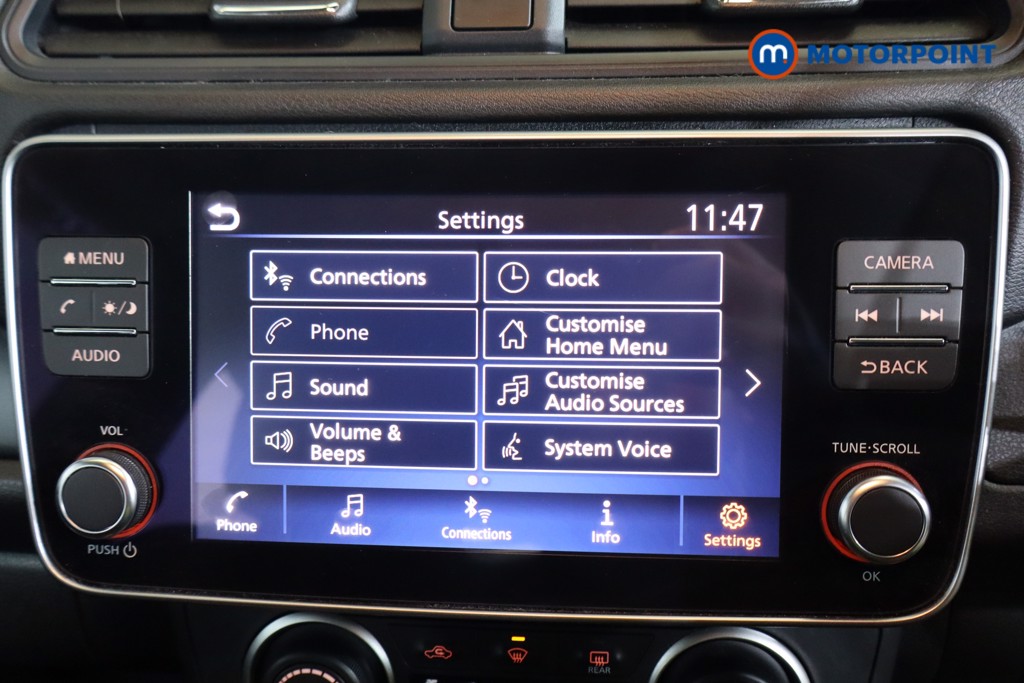 m. MOTORPOINT
Settings 11:47
MENU
AUDIO
Connections
Clock
Phone
Customise
Home Menu
Sound
Customise
Audio Sources
Volume &
Beeps
System Voice
Phone
Audio
Connections
Info
Settings
CAMERA
BACK
VOL
PUSH
TUNE·SCROLL
OK
REAR